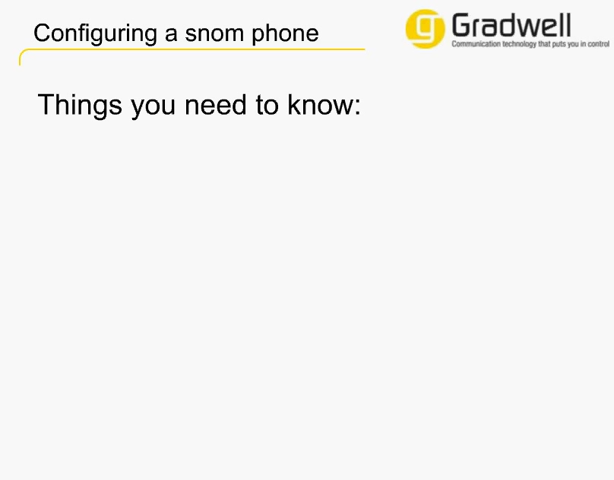 Configuring a snom phone
Gradwell
Communication technology that puts you in control
Things you need to know: